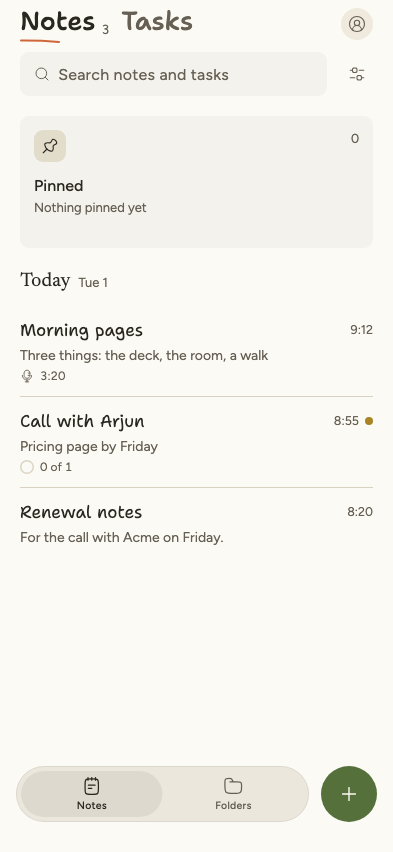 Notes 3 Tasks
Search notes and tasks
0
Pinned
Nothing pinned yet
Today Tue 1
Morning pages 9:12
Three things: the deck, the room, a walk
3:20
Call with Arjun 8:55
Pricing page by Friday
0 of 1
Renewal notes 8:20
For the call with Acme on Friday.
Notes Folders